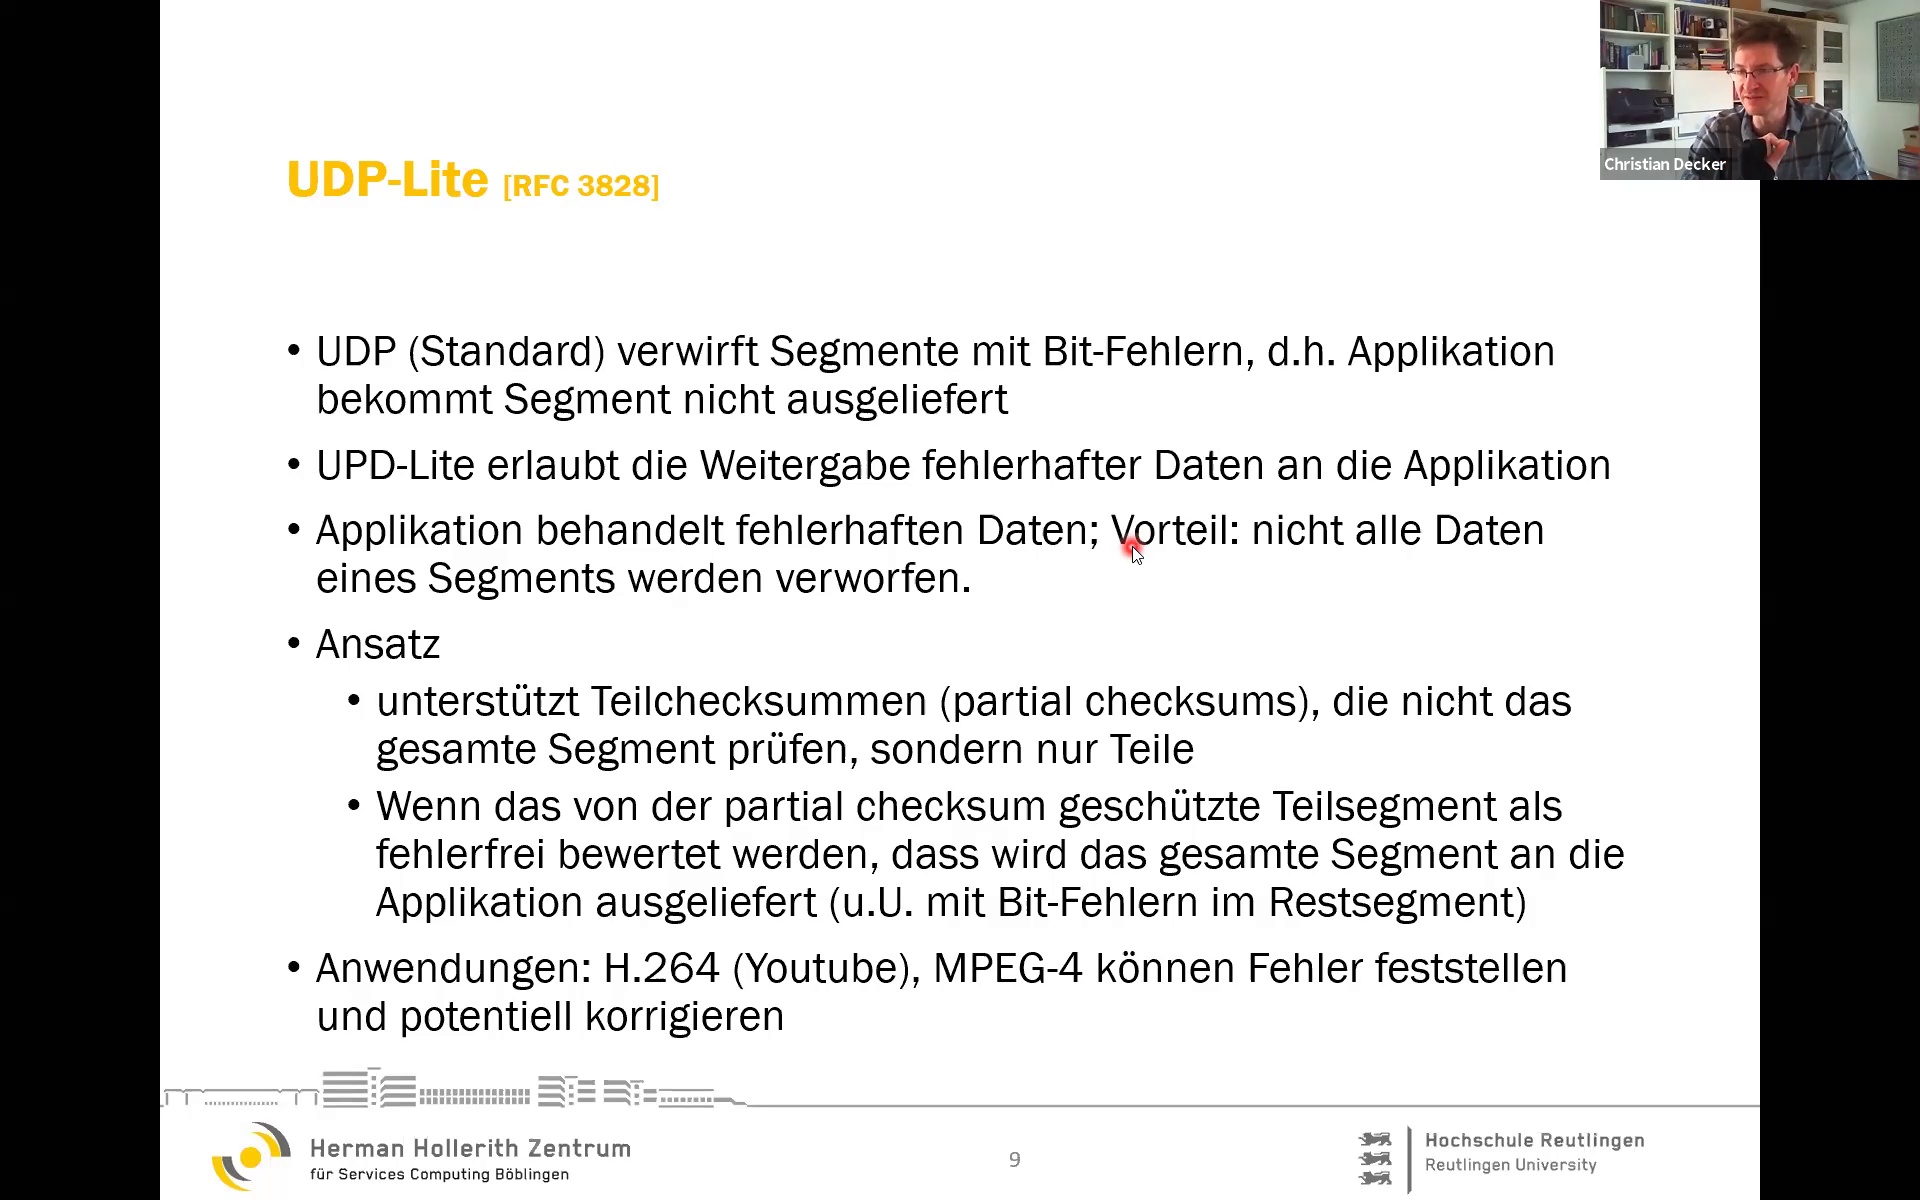 Christian Decker
UDP-Lite [RFC 3828]
• UDP (Standard) verwirft Segmente mit Bit-Fehlern, d.h. Applikation
bekommt Segment nicht ausgeliefert
• UPD-Lite erlaubt die Weitergabe fehlerhafter Daten an die Applikation
• Applikation behandelt fehlerhaften Daten; Vorteil: nicht alle Daten
eines Segments werden verworfen.
• Ansatz
• unterstützt Teilchecksummen (partial checksums), die nicht das
gesamte Segment prüfen, sondern nur Teile
• Wenn das von der partial checksum geschützte Teilsegment als
fehlerfrei bewertet werden, dass wird das gesamte Segment an die
Applikation ausgeliefert (u.U. mit Bit-Fehlern im Restsegment)
• Anwendungen: H.264 (Youtube), MPEG-4 können Fehler feststellen
und potentiell korrigieren
Herman Hollerith Zentrum
für Services Computing Böblingen
9
Hochschule Reutlingen
Reutlingen University